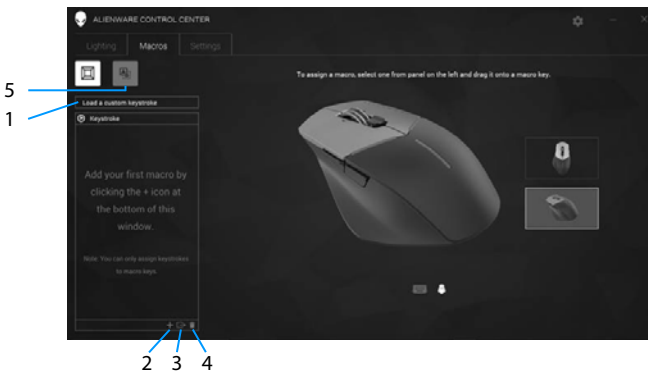 ALIENWARE CONTROL CENTER
Lighting Macros Settings
To assign a macro, select one from panel on the left and drag it onto a macro key.
5
1
Load a custom keystroke
Keystroke
Add your first macro by
clicking the + icon at
the bottom of this
window.
Note: You can only assign keystrokes
to macro keys.
2 3 4